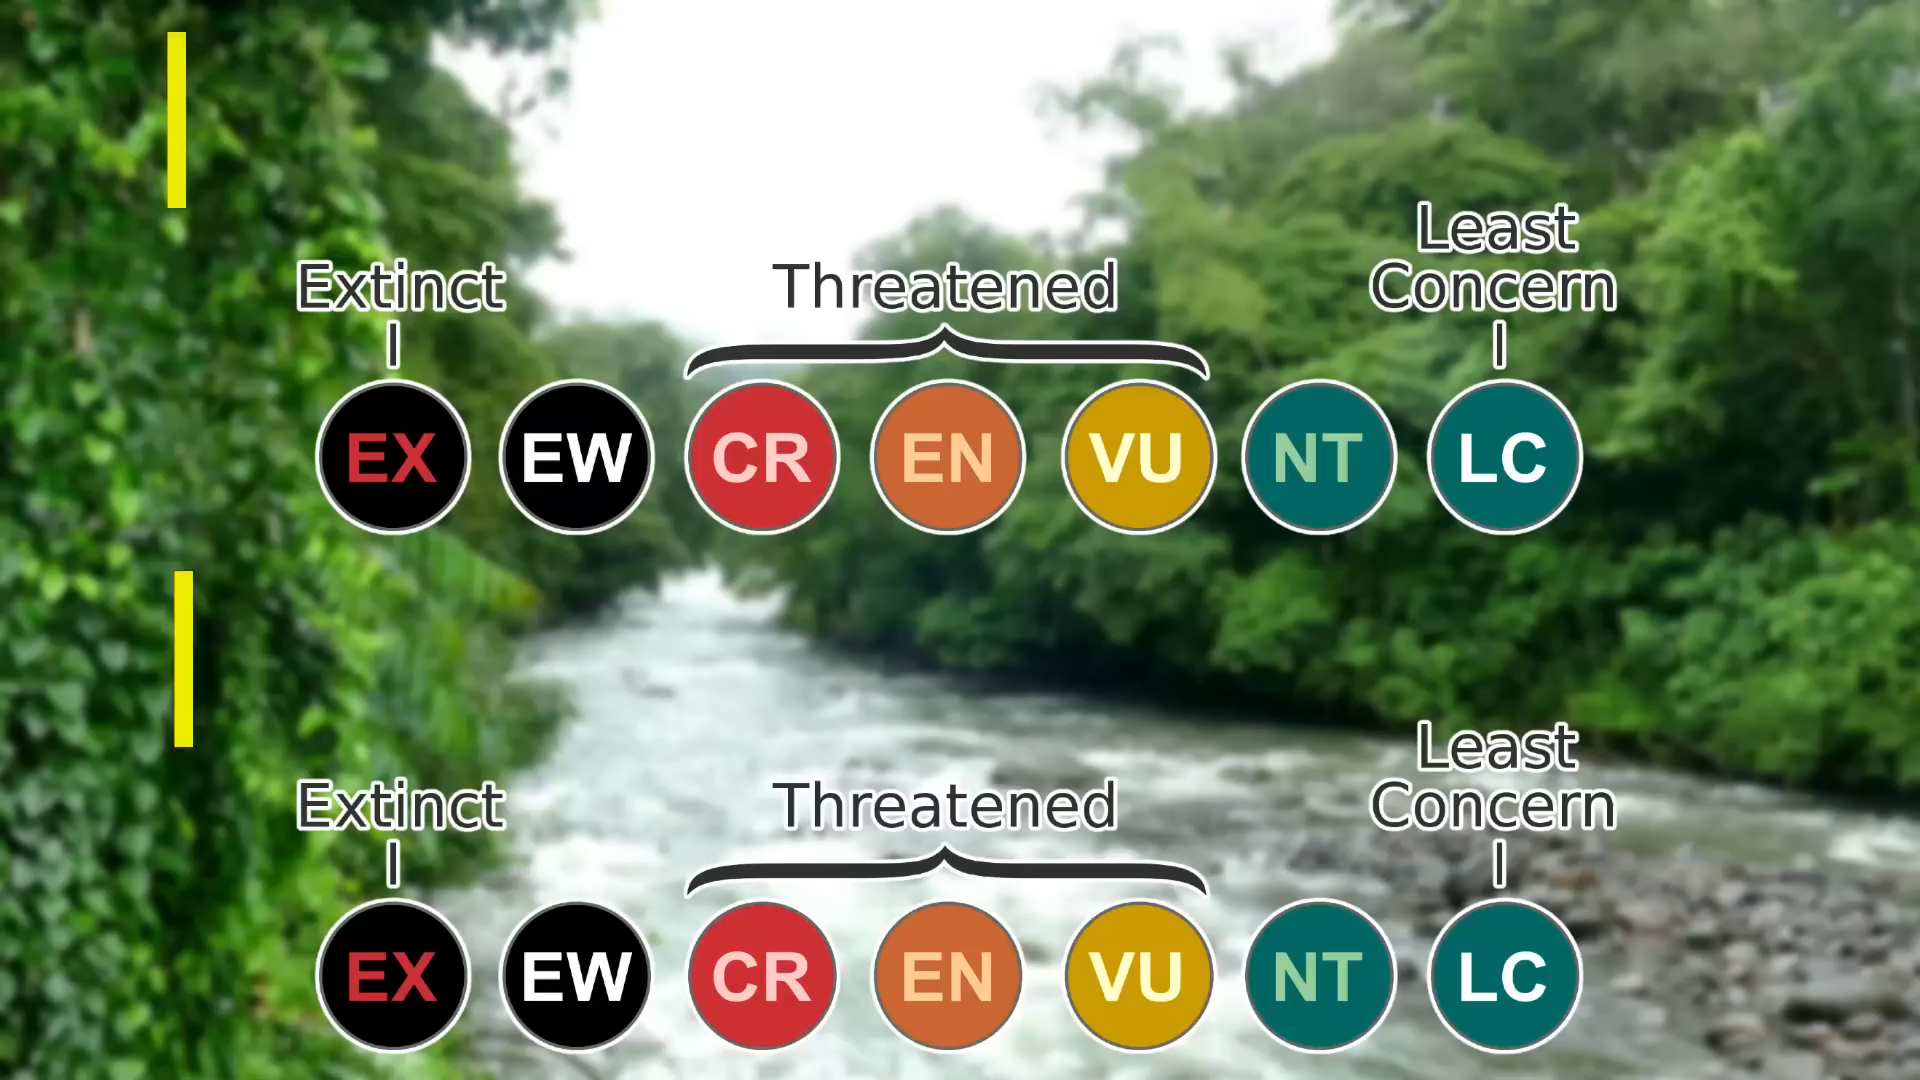 Least
Extinct Threatened Concern
EX EW CR EN VU NT LC
Least
Extinct Threatened Concern
EX EW CR EN VU NT LC